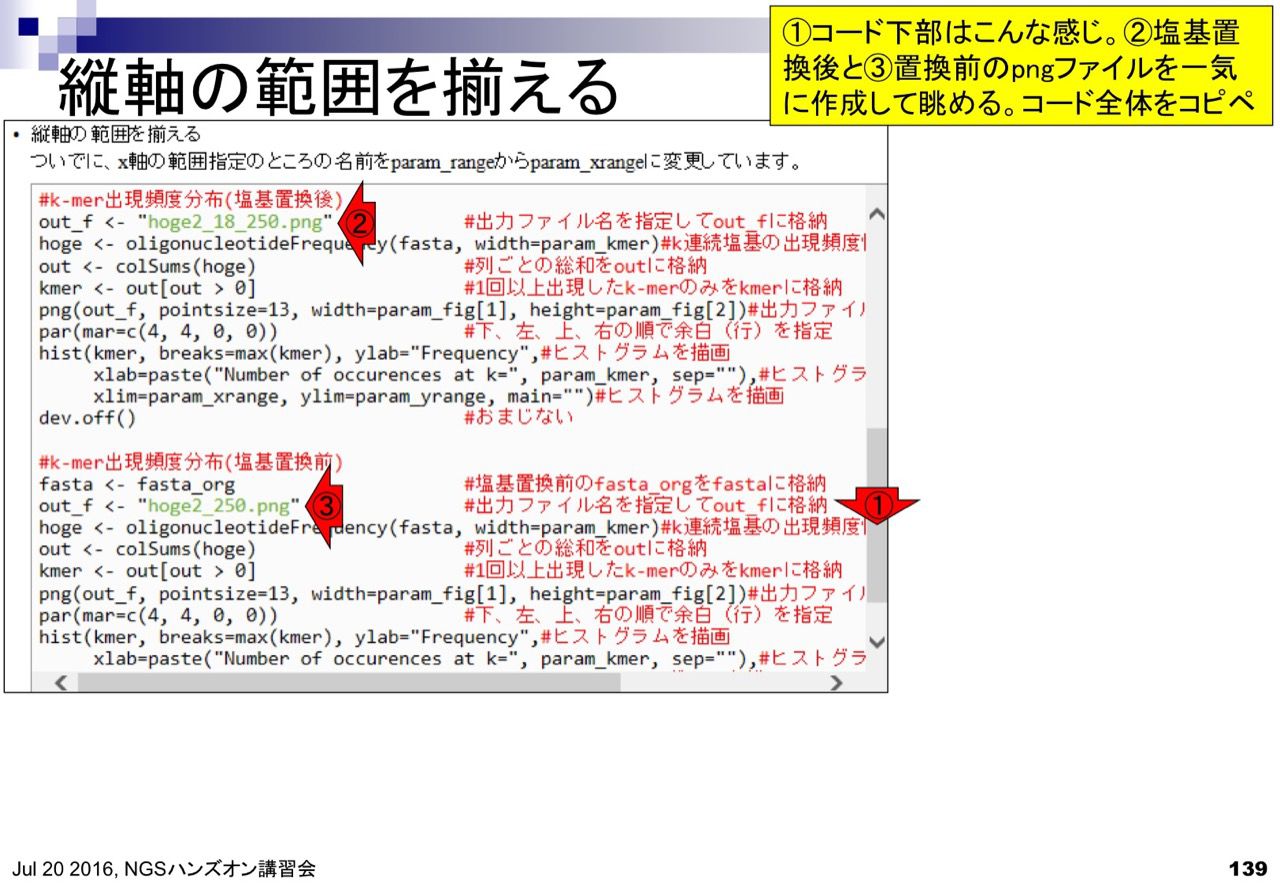 縦軸の範囲を揃える
①コード下部はこんな感じ。②塩基置
換後と③置換前のpngファイルを一気
に作成して眺める。コード全体をコピペ
• 縦軸の範囲を揃える
ついでに、x軸の範囲指定のところの名前をparam_rangeからparam_xrangeに変更しています。
#k-mer出現頻度分布(塩基置換後)
out_f <- "hoge2_18_250.png" ② #出力ファイル名を指定してout_fに格納
hoge <- oligonucleotideFrequency(fasta, width=param_kmer)#k連続塩基の出現頻度
out <- colSums(hoge) #列ごとの総和をoutに格納
kmer <- out[out > 0] #1回以上出現したk-merのみをkmerに格納
png(out_f, pointsize=13, width=param_fig[1], height=param_fig[2])#出力ファイ
par(mar=c(4, 4, 0, 0)) #下、左、上、右の順で余白（行）を指定
hist(kmer, breaks=max(kmer), ylab="Frequency",#ヒストグラムを描画
xlab=paste("Number of occurences at k=", param_kmer, sep=""),#ヒストグラ
xlim=param_xrange, ylim=param_yrange, main="")#ヒストグラムを描画
dev.off() #おまじない
#k-mer出現頻度分布(塩基置換前)
fasta <- fasta_org #塩基置換前のfasta_orgをfastaに格納
out_f <- "hoge2_250.png" ③ #出力ファイル名を指定してout_fに格納 ①
hoge <- oligonucleotideFrequency(fasta, width=param_kmer)#k連続塩基の出現頻度
out <- colSums(hoge) #列ごとの総和をoutに格納
kmer <- out[out > 0] #1回以上出現したk-merのみをkmerに格納
png(out_f, pointsize=13, width=param_fig[1], height=param_fig[2])#出力ファイ
par(mar=c(4, 4, 0, 0)) #下、左、上、右の順で余白（行）を指定
hist(kmer, breaks=max(kmer), ylab="Frequency",#ヒストグラムを描画
xlab=paste("Number of occurences at k=", param_kmer, sep=""),#ヒストグラ
Jul 20 2016, NGSハンズオン講習会
139